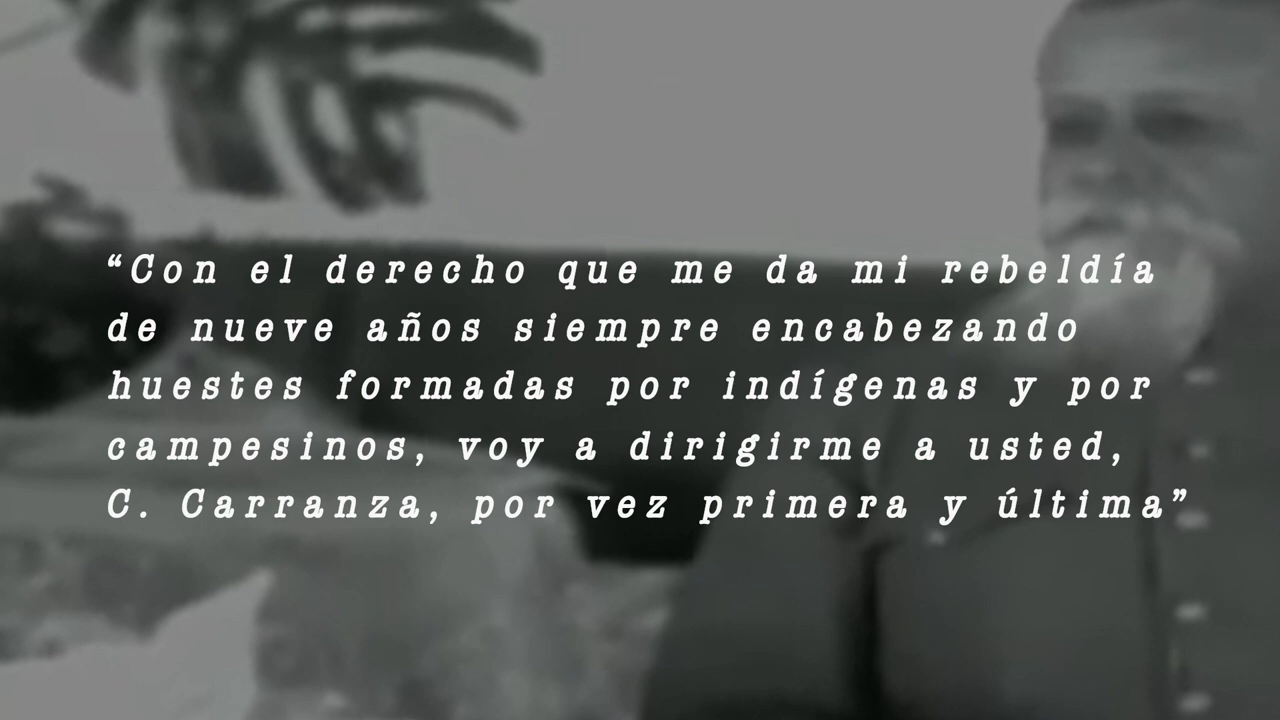 “Con el derecho que me da mi rebeldía
de nueve años siempre encabezando
huestes formadas por indígenas y por
campesinos, voy a dirigirme a usted,
C. Carranza, por vez primera y última”